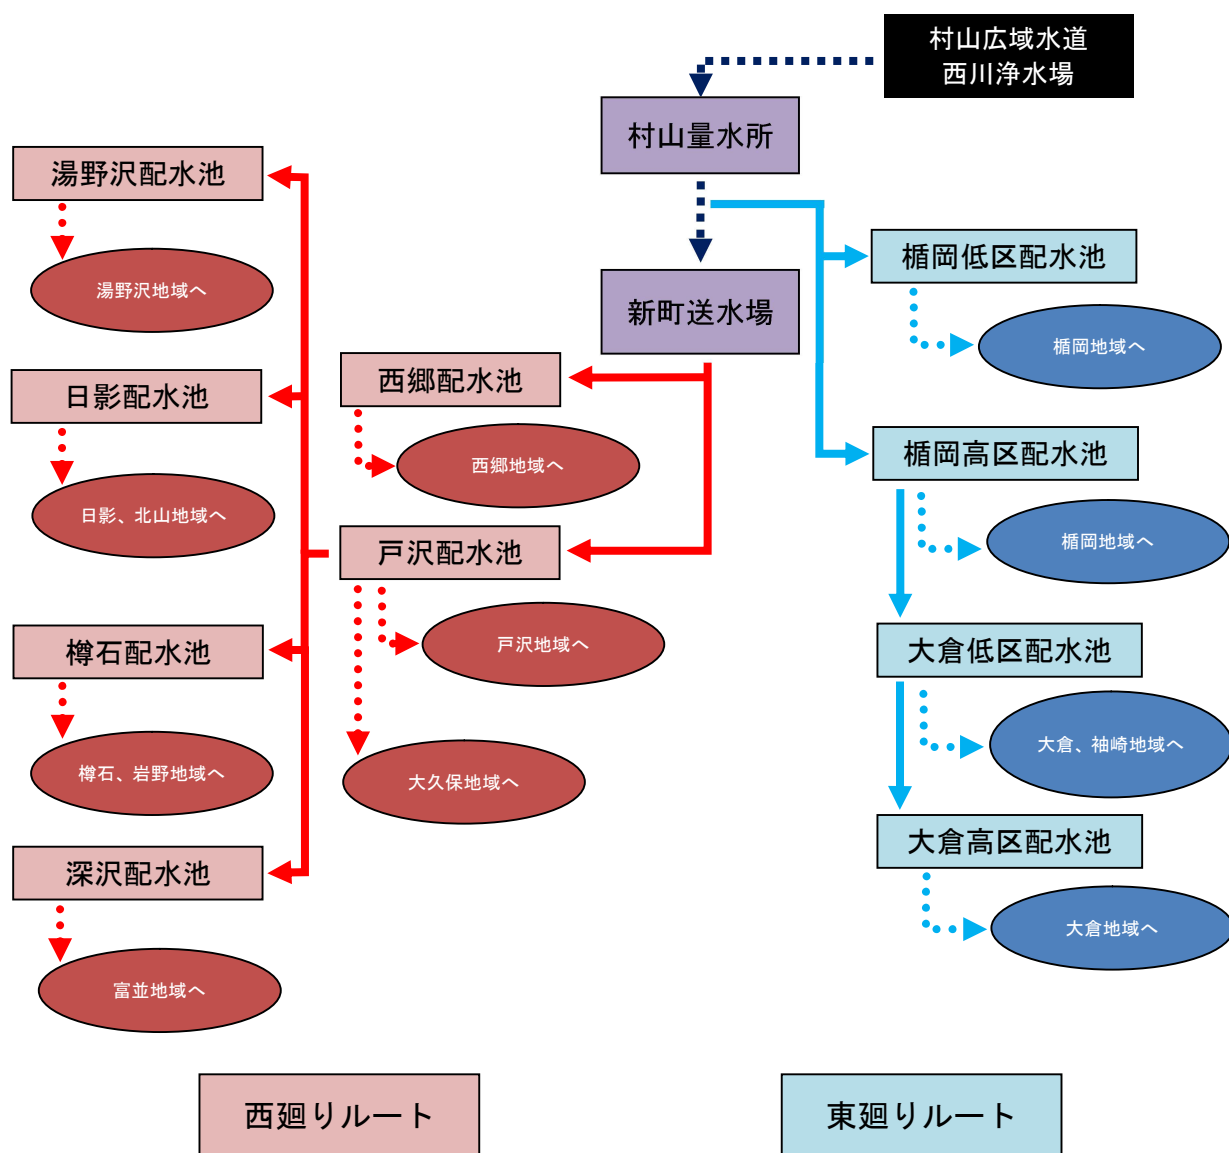 村山広域水道
西川浄水場
村山量水所
新町送水場
湯野沢配水池
湯野沢地域へ
日影配水池
日影、北山地域へ
樽石配水池
樽石、岩野地域へ
深沢配水池
富並地域へ
西郷配水池
西郷地域へ
戸沢配水池
戸沢地域へ
大久保地域へ
楯岡低区配水池
楯岡地域へ
楯岡高区配水池
楯岡地域へ
大倉低区配水池
大倉、袖崎地域へ
大倉高区配水池
大倉地域へ
西廻りルート
東廻りルート